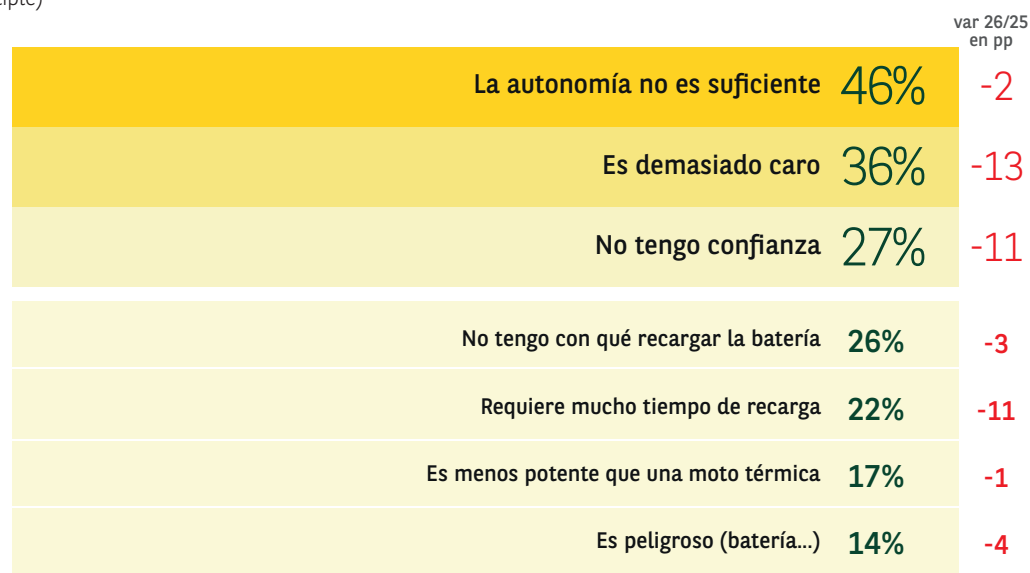 var 26/25
en pp
La autonomía no es suficiente 46% -2
Es demasiado caro 36% -13
No tengo confianza 27% -11
No tengo con qué recargar la batería 26% -3
Requiere mucho tiempo de recarga 22% -11
Es menos potente que una moto térmica 17% -1
Es peligroso (batería...) 14% -4